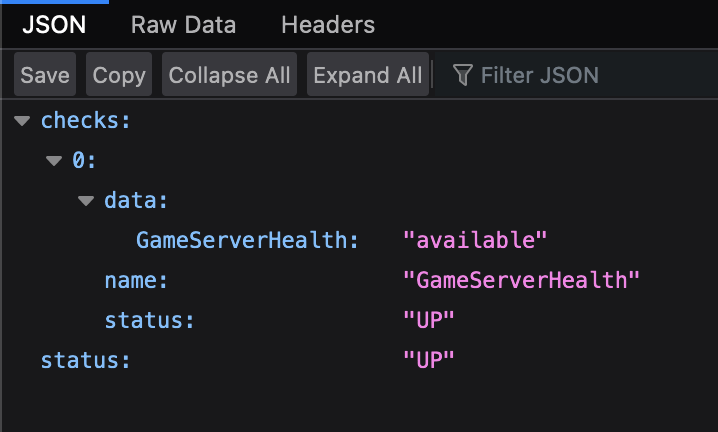 JSON Raw Data Headers
Save Copy Collapse All Expand All Filter JSON
checks:
0:
data:
GameServerHealth: "available"
name: "GameServerHealth"
status: "UP"
status: "UP"